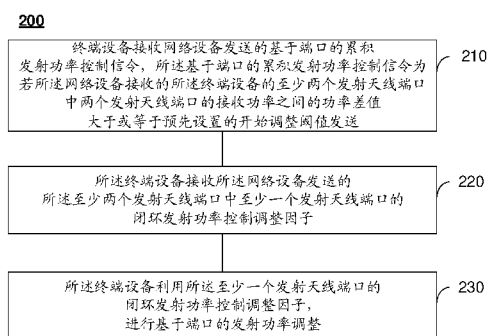 200
终端设备接收网络设备发送的基于端口的累积
发射功率控制信令，所述基于端口的累积发射功率控制信令为
若所述网络设备接收的所述终端设备的至少两个发射天线端口
中两个发射天线端口的接收功率之间的功率差值
大于或等于预先设置的开始调整阈值发送
210
所述终端设备接收所述网络设备发送的
所述至少两个发射天线端口中至少一个发射天线端口的
闭环发射功率控制调整因子
220
所述终端设备利用所述至少一个发射天线端口的
闭环发射功率控制调整因子，
进行基于端口的发射功率调整
230